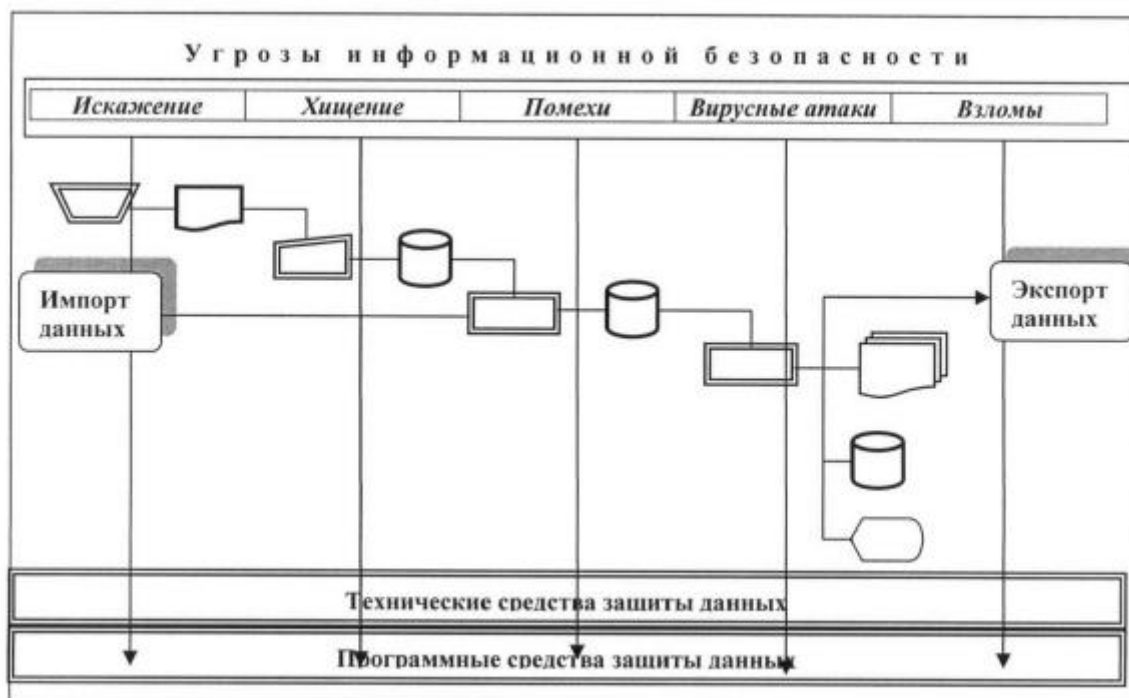 Угрозы информационной безопасности
Искажение Хищение Помехи Вирусные атаки Взломы
Импорт
данных
Экспорт
данных
Технические средства защиты данных
Программные средства защиты данных